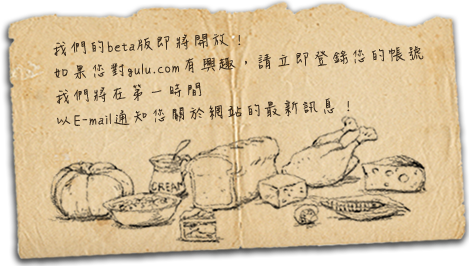 我們的beta版即將開放！
如果您對gulu.com有興趣，請立即登錄您的帳號
我們將在第一時間
以E-mail通知您關於網站的最新訊息！
CREAM